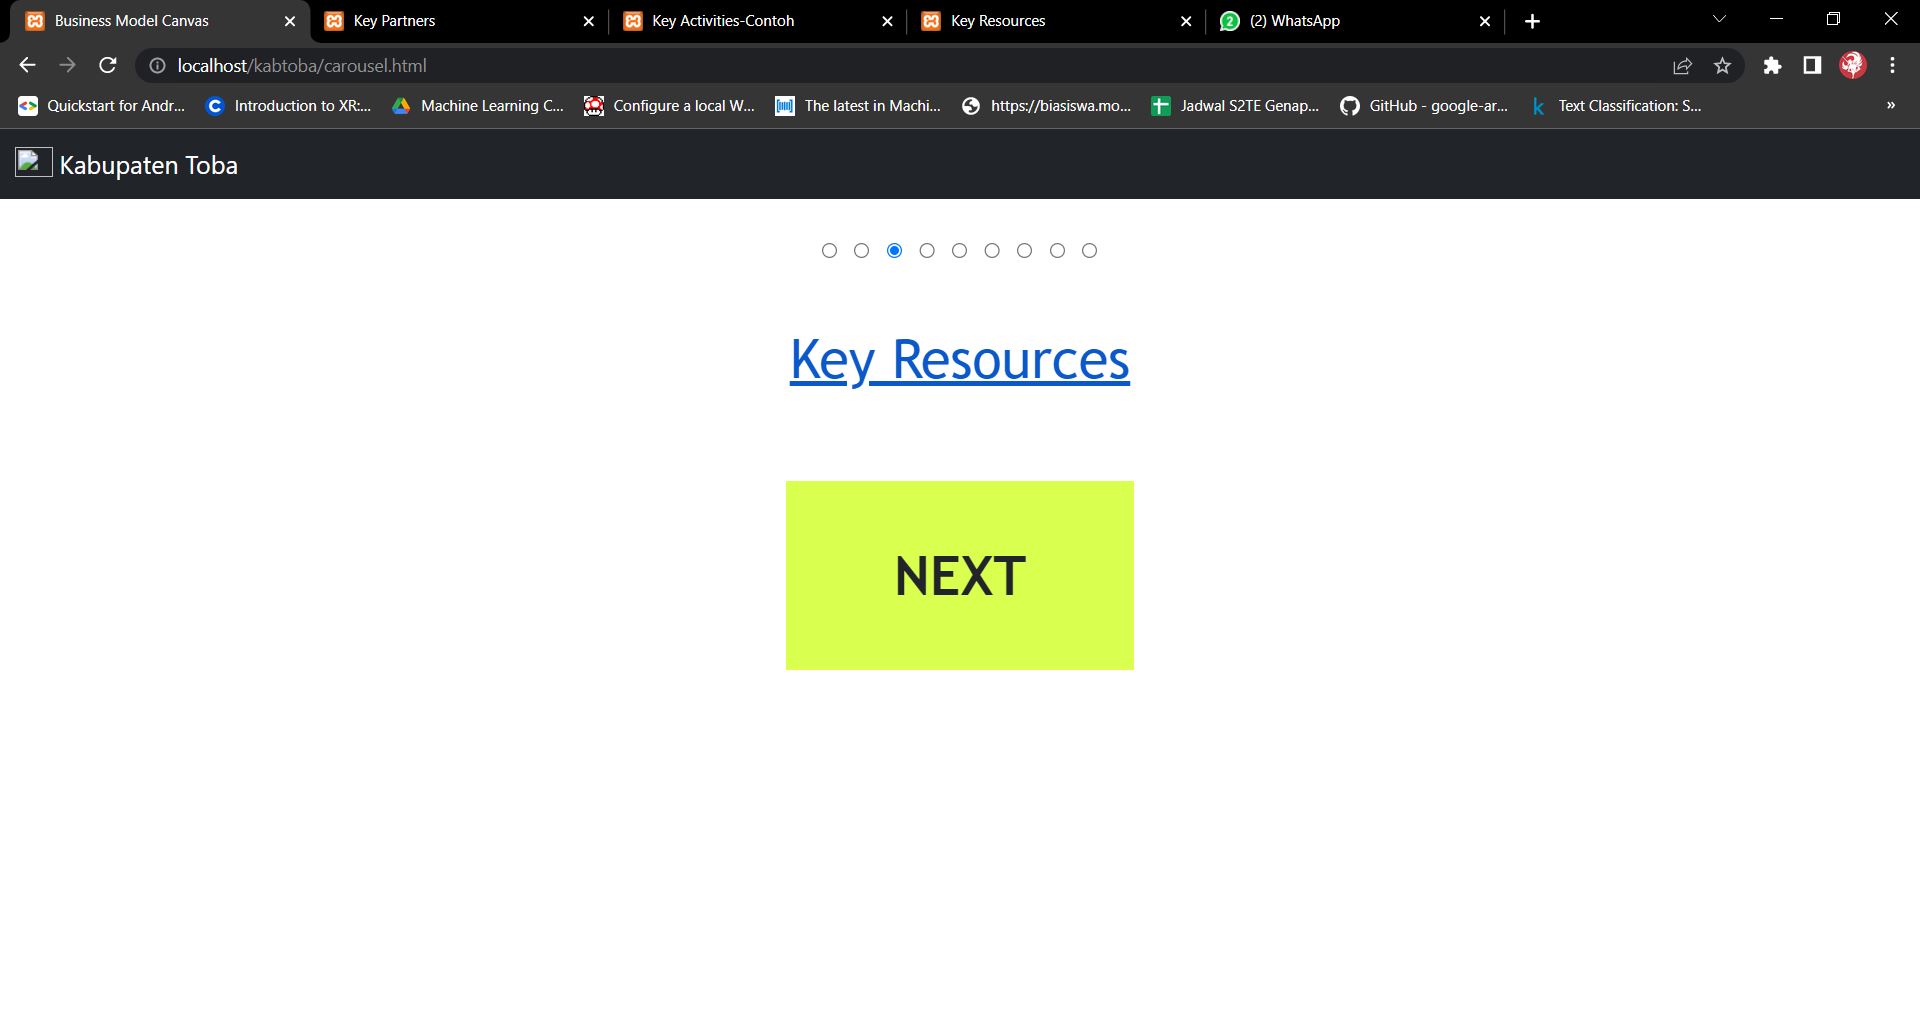 Business Model Canvas
Key Partners
Key Activities-Contoh
Key Resources
2
(2) WhatsApp
localhost/kabtoba/carousel.html
Quickstart for Andr...
Introduction to XR:...
Machine Learning C...
Configure a local W...
The latest in Machi...
https://biasiswa.mo...
Jadwal S2TE Genap...
GitHub - google-ar...
k
Text Classification: S...
»
Kabupaten Toba
Key Resources
NEXT